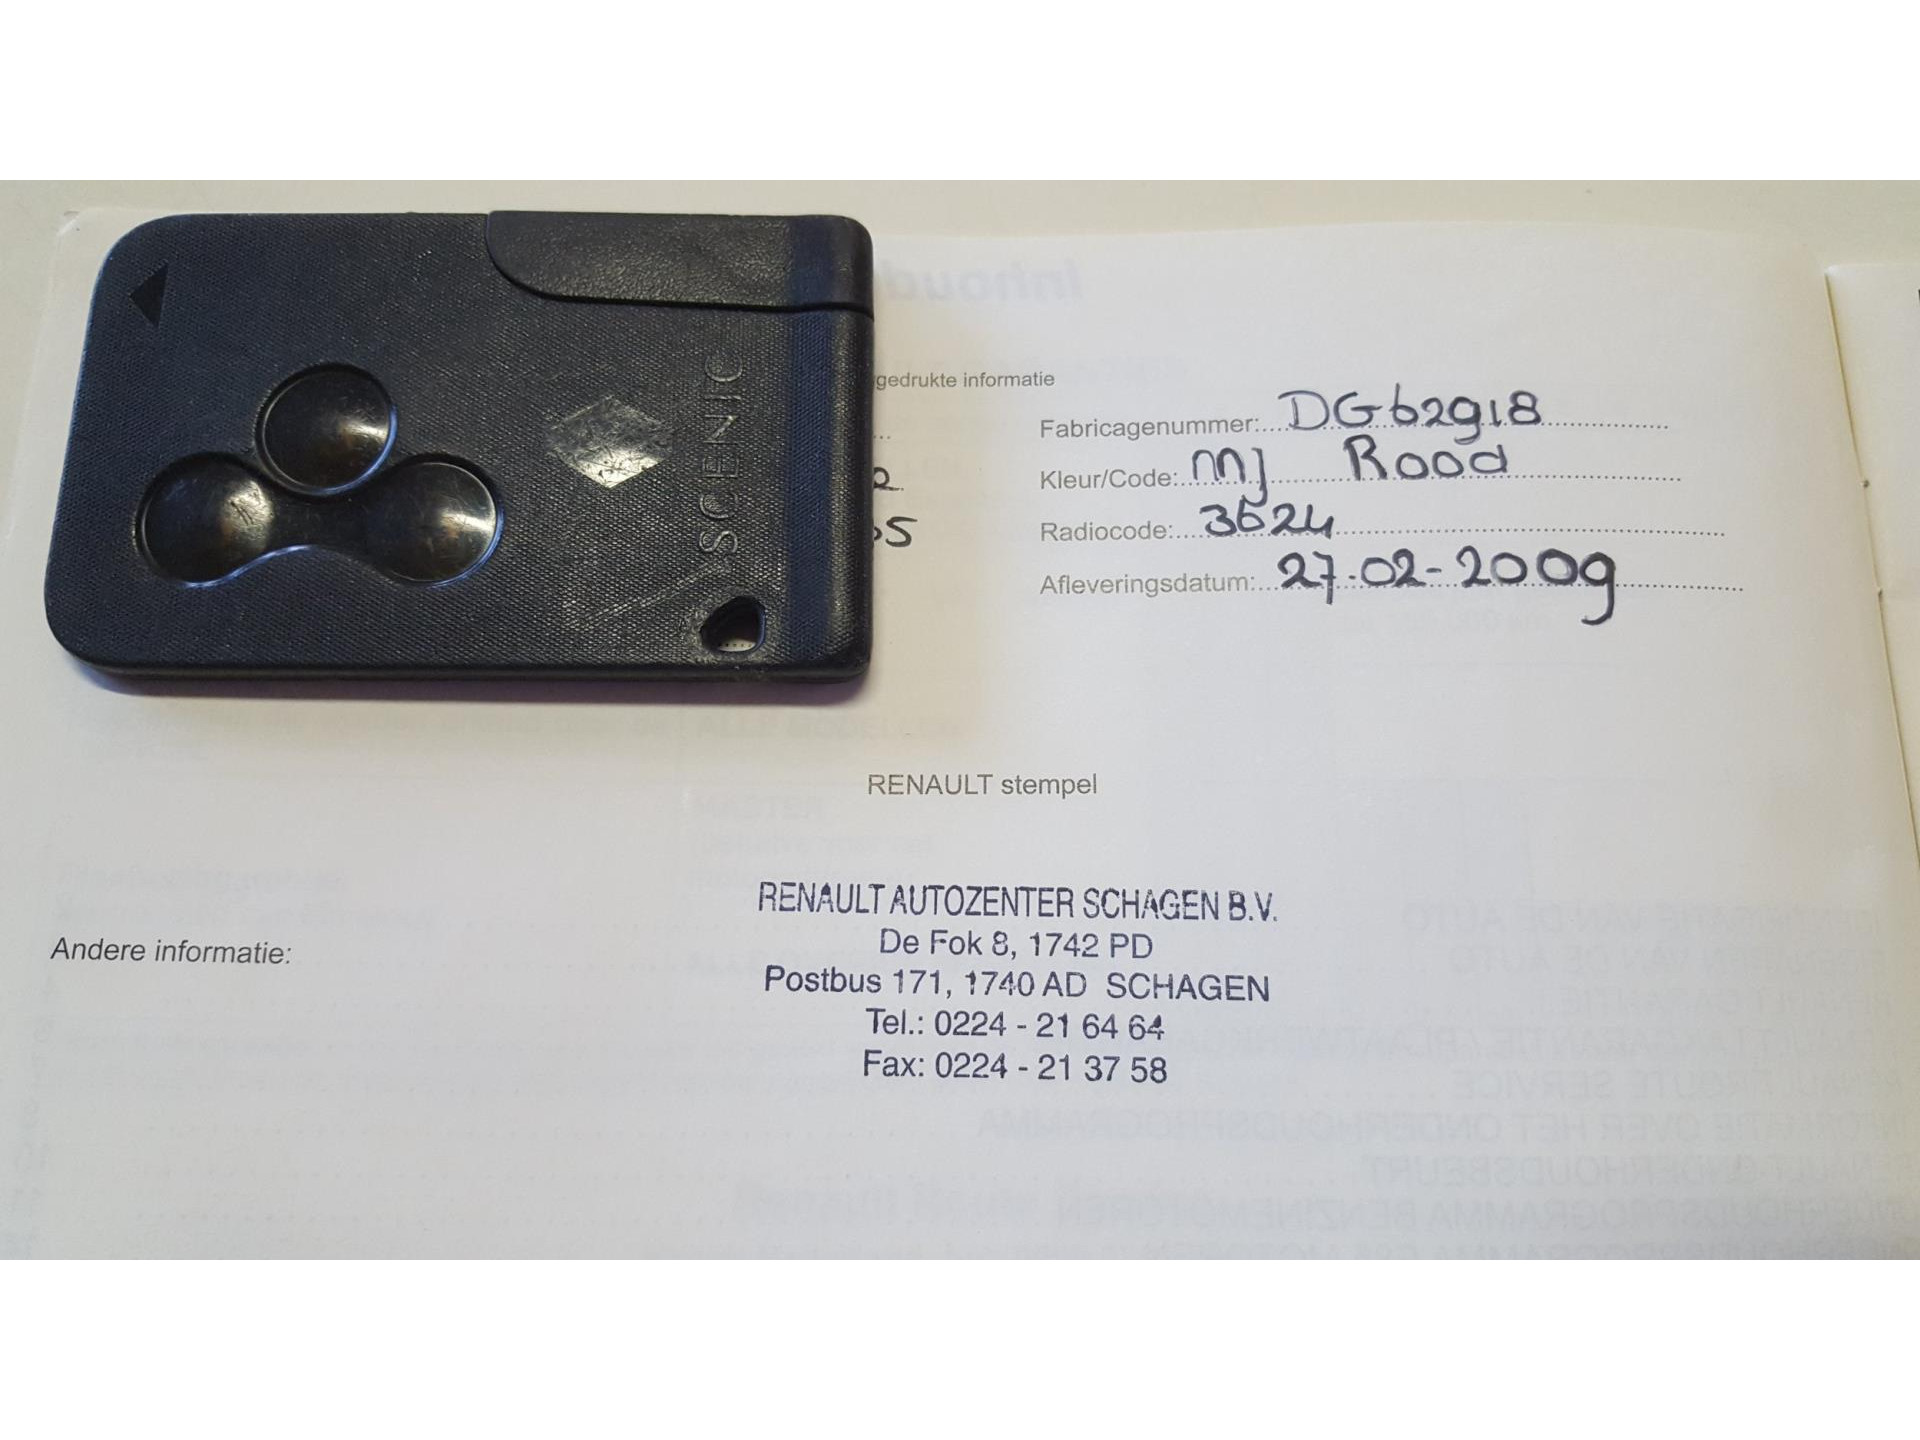 SCENIC
gedrukte informatie
Fabricagenummer: DG62918
Kleur/Code: MJ Rood
Radiocode: 3624
Afleveringsdatum: 27-02-2009
RENAULT stempel
RENAULT AUTOZENTER SCHAGEN B.V.
De Fok 8, 1742 PD
Postbus 171, 1740 AD SCHAGEN
Tel.: 0224 - 21 64 64
Fax: 0224 - 21 37 58
Andere informatie: